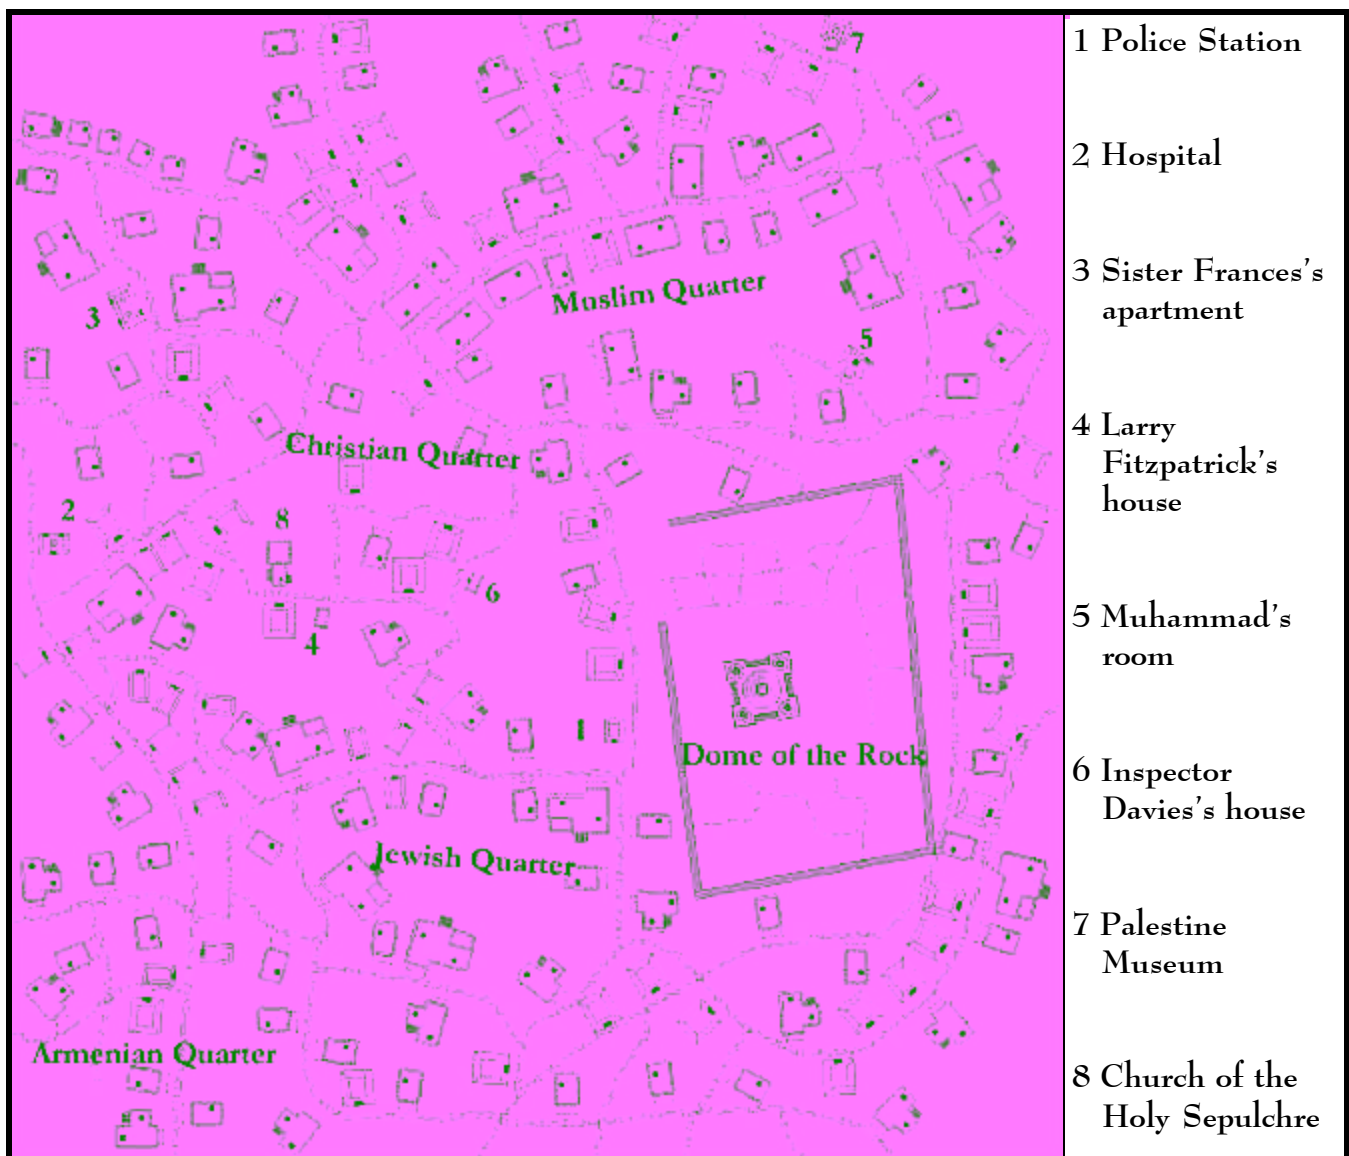 7
Muslim Quarter
3
5
Christian Quarter
2
8
6
4
1
Dome of the Rock
Jewish Quarter
Armenian Quarter
1 Police Station
2 Hospital
3 Sister Frances's
apartment
4 Larry
Fitzpatrick's
house
5 Muhammad's
room
6 Inspector
Davies's house
7 Palestine
Museum
8 Church of the
Holy Sepulchre